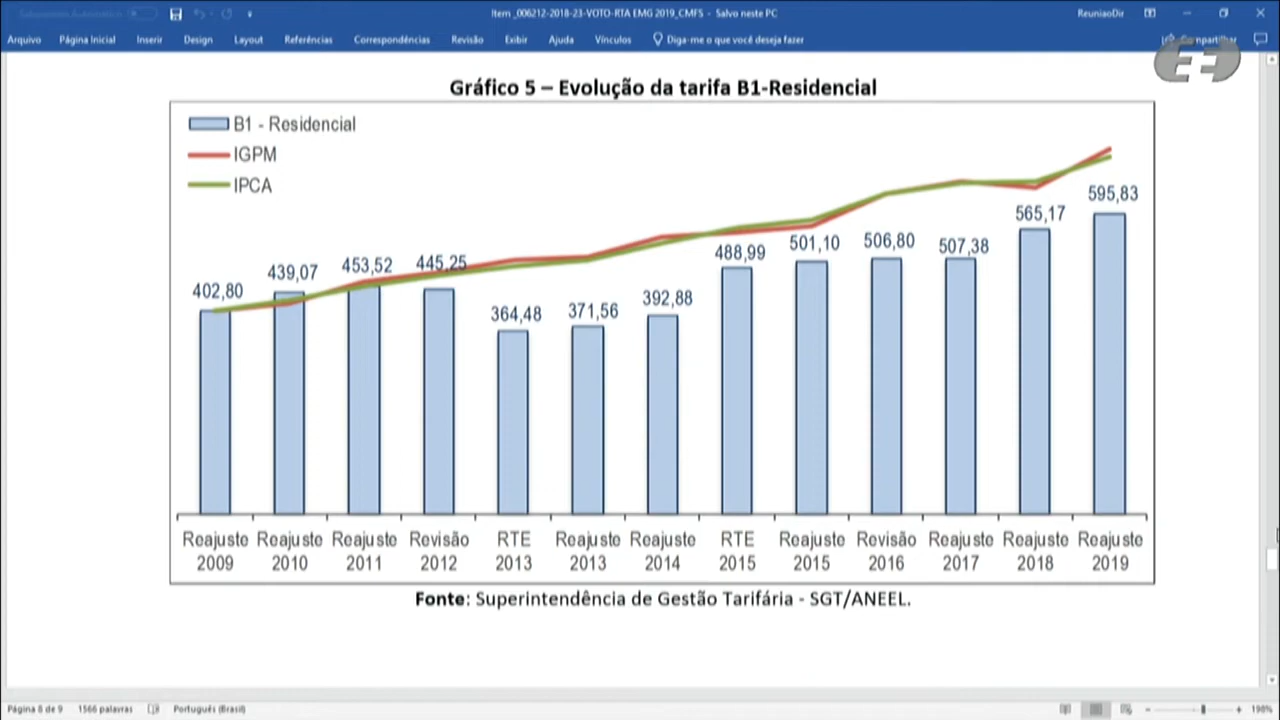 Item _006212-2018-23-VOTO-RTA EMG 2019_CMFS - Salvo neste PC
ReuniaoDir
Arquivo Página Inicial Inserir Design Layout Referências Correspondências Revisão Exibir Ajuda Vínculos Diga-me o que você deseja fazer Compartilhar
Gráfico 5 – Evolução da tarifa B1-Residencial
B1 - Residencial
IGPM
IPCA
402,80 439,07 453,52 445,25 364,48 371,56 392,88 488,99 501,10 506,80 507,38 565,17 595,83
Reajuste Reajuste Reajuste Revisão RTE Reajuste Reajuste RTE Reajuste Revisão Reajuste Reajuste Reajuste
2009 2010 2011 2012 2013 2013 2014 2015 2015 2016 2017 2018 2019
Fonte: Superintendência de Gestão Tarifária - SGT/ANEEL.
Página 8 de 9 1566 palavras Português (Brasil) 198%